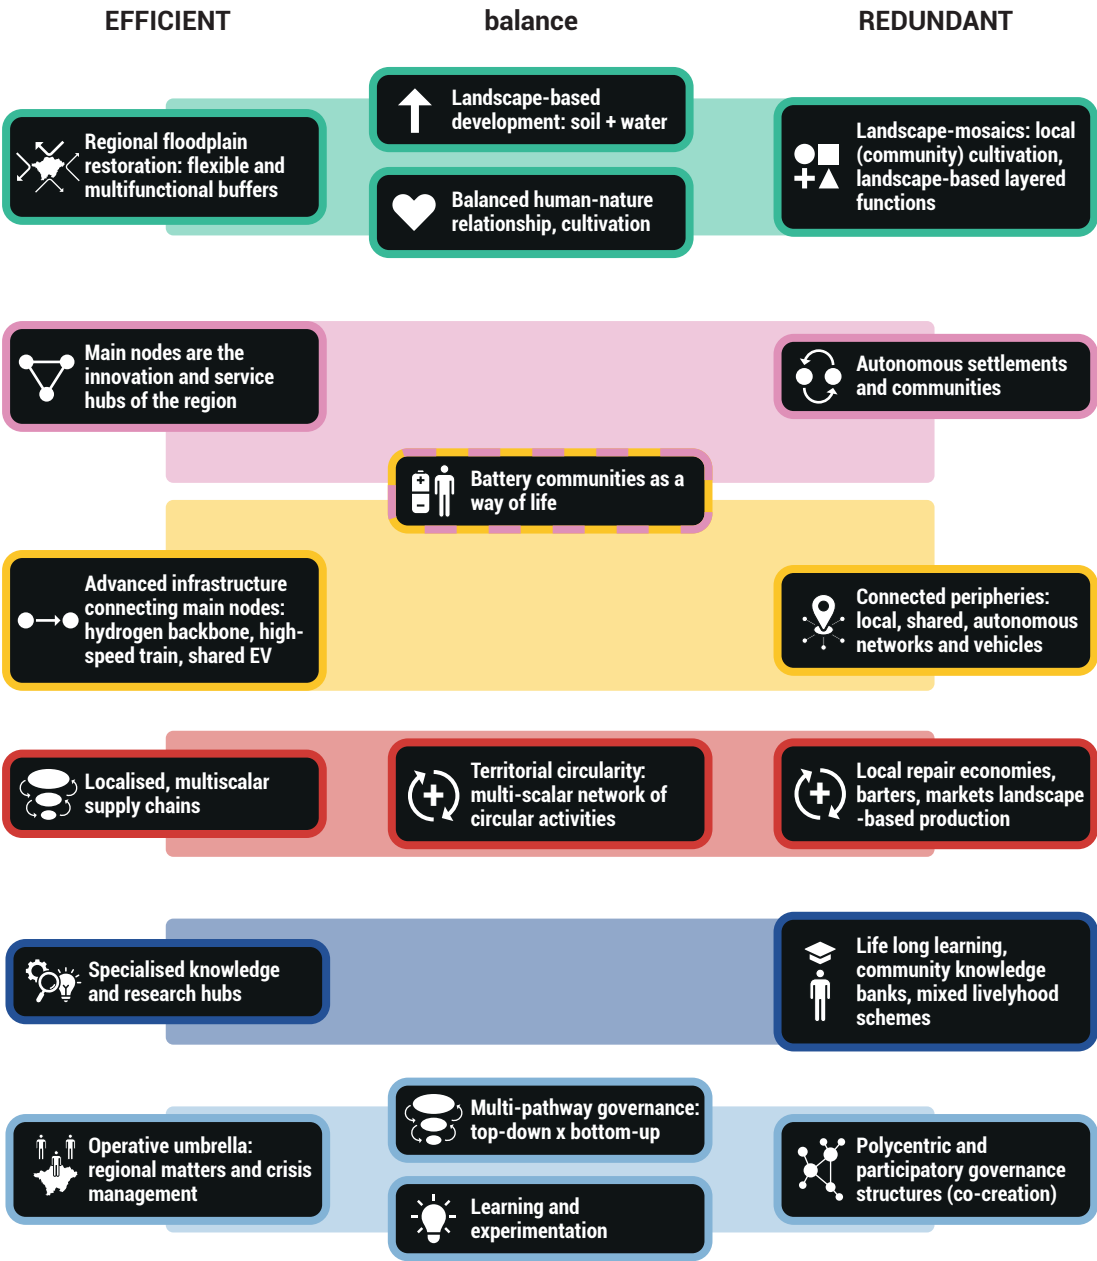 EFFICIENT
balance
REDUNDANT
Regional floodplain
restoration: flexible and
multifunctional buffers
Landscape-based
development: soil + water
Balanced human-nature
relationship, cultivation
Landscape-mosaics: local
(community) cultivation,
landscape-based layered
functions
Main nodes are the
innovation and service
hubs of the region
Autonomous settlements
and communities
Battery communities as a
way of life
Advanced infrastructure
connecting main nodes:
hydrogen backbone, high-
speed train, shared EV
Connected peripheries:
local, shared, autonomous
networks and vehicles
Localised, multiscalar
supply chains
Territorial circularity:
multi-scalar network of
circular activities
Local repair economies,
barters, markets landscape
-based production
Specialised knowledge
and research hubs
Life long learning,
community knowledge
banks, mixed livelyhood
schemes
Operative umbrella:
regional matters and crisis
management
Multi-pathway governance:
top-down x bottom-up
Learning and
experimentation
Polycentric and
participatory governance
structures (co-creation)